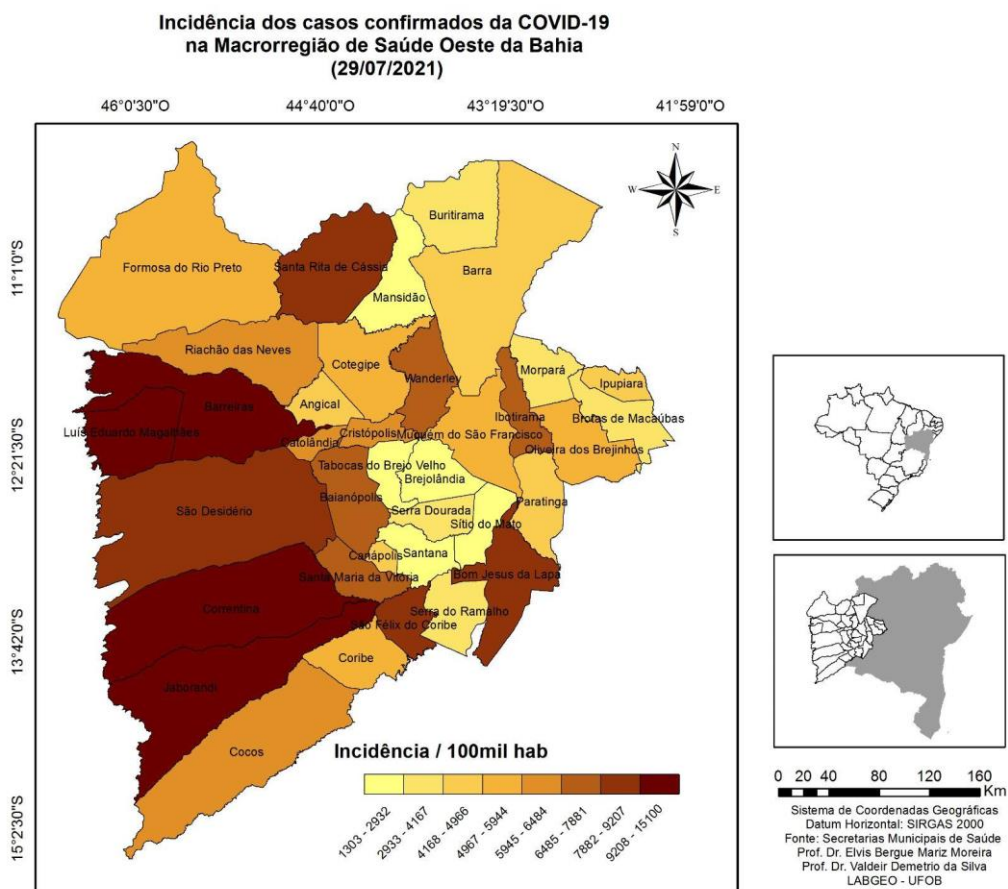 Incidência dos casos confirmados da COVID-19
na Macrorregião de Saúde Oeste da Bahia
(29/07/2021)
46°0'30"O 44°40'0"O 43°19'30"O 41°59'0"O
N
W E
S
11°1'0"S
12°21'30"S
13°42'0"S
15°2'30"S
Buritirama
Formosa do Rio Preto
Santa Rita de Cássia
Barra
Mansidão
Riachão das Neves
Cotegipe
Wanderley
Morpará
Ipupiara
Angical
Barreiras
Ibotirama
Brotas de Macaúbas
Luís Eduardo Magalhães
Catolândia
Cristópolis
Muquém do São Francisco
Oliveira dos Brejinhos
Tabocas do Brejo Velho
Brejolândia
Baianópolis
Paratinga
São Desidério
Serra Dourada
Sítio do Mato
Canápolis
Santana
Santa Maria da Vitória
Bom Jesus da Lapa
Correntina
Serra do Ramalho
São Félix do Coribe
Coribe
Jaborandi
Cocos
Incidência / 100mil hab
1303 - 2932
2933 - 4167
4168 - 4966
4967 - 5944
5945 - 6484
6485 - 7881
7882 - 9207
9208 - 15100
0 20 40 80 120 160
Km
Sistema de Coordenadas Geográficas
Datum Horizontal: SIRGAS 2000
Fonte: Secretarias Municipais de Saúde
Prof. Dr. Elvis Bergue Mariz Moreira
Prof. Dr. Valdeir Demetrio da Silva
LABGEO - UFOB